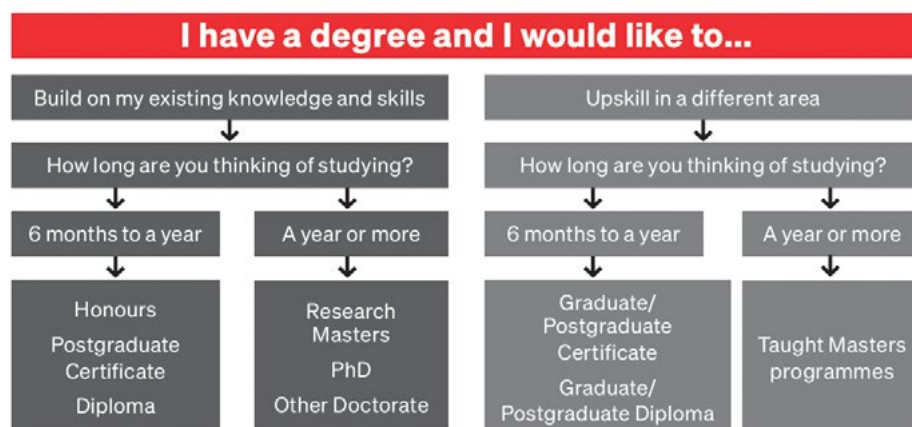 I have a degree and I would like to...
Build on my existing knowledge and skills
How long are you thinking of studying?
6 months to a year
A year or more
Honours
Postgraduate
Certificate
Diploma
Research
Masters
PhD
Other Doctorate
Upskill in a different area
How long are you thinking of studying?
6 months to a year
A year or more
Graduate/
Postgraduate
Certificate
Graduate/
Postgraduate Diploma
Taught Masters
programmes